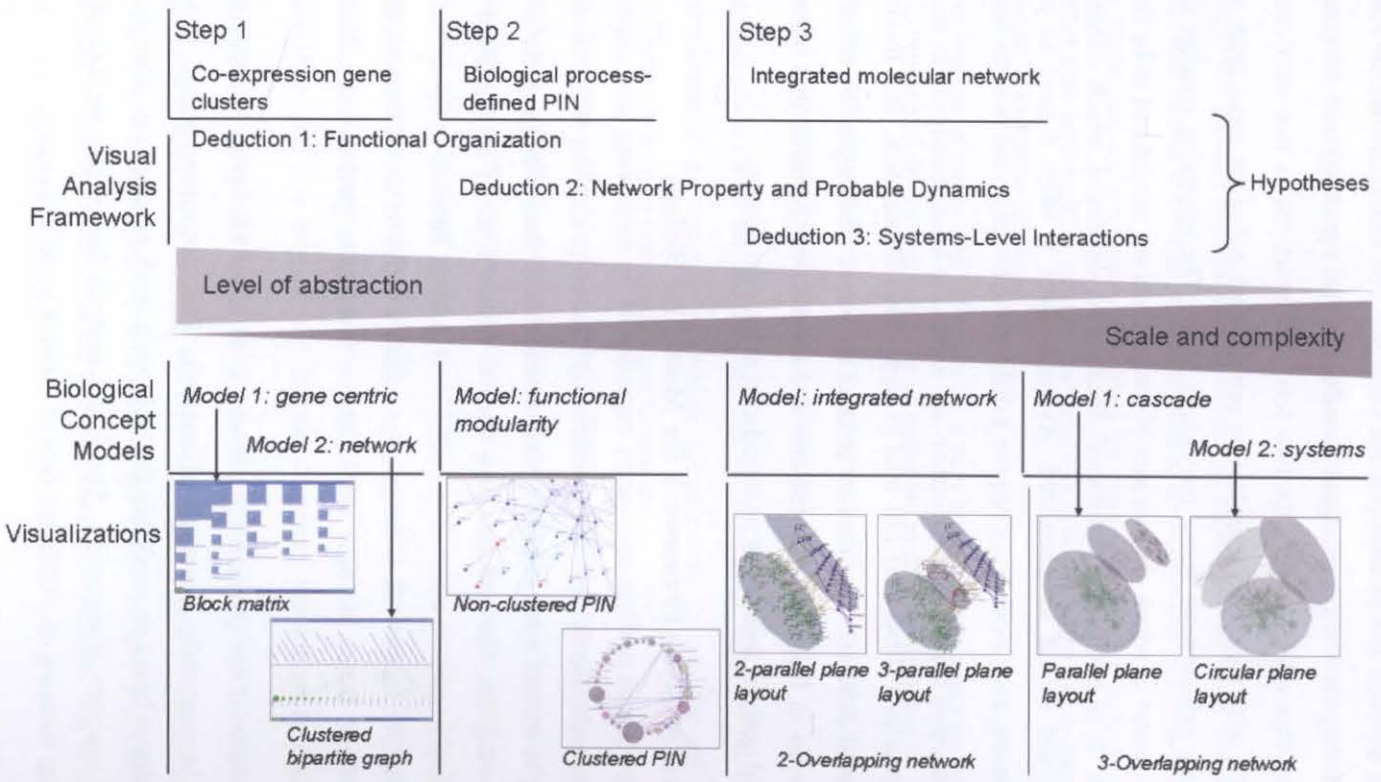 Step 1
Co-expression gene
clusters
Step 2
Biological process-
defined PIN
Step 3
Integrated molecular network
Visual
Analysis
Framework
Deduction 1: Functional Organization
Deduction 2: Network Property and Probable Dynamics
Deduction 3: Systems-Level Interactions
Hypotheses
Level of abstraction
Scale and complexity
Biological
Concept
Models
Model 1: gene centric
Model 2: network
Model: functional
modularity
Model: integrated network
Model 1: cascade
Model 2: systems
Visualizations
Block matrix
Clustered
bipartite graph
Non-clustered PIN
Clustered PIN
2-parallel plane
layout
3-parallel plane
layout
2-Overlapping network
Parallel plane
layout
Circular plane
layout
3-Overlapping network